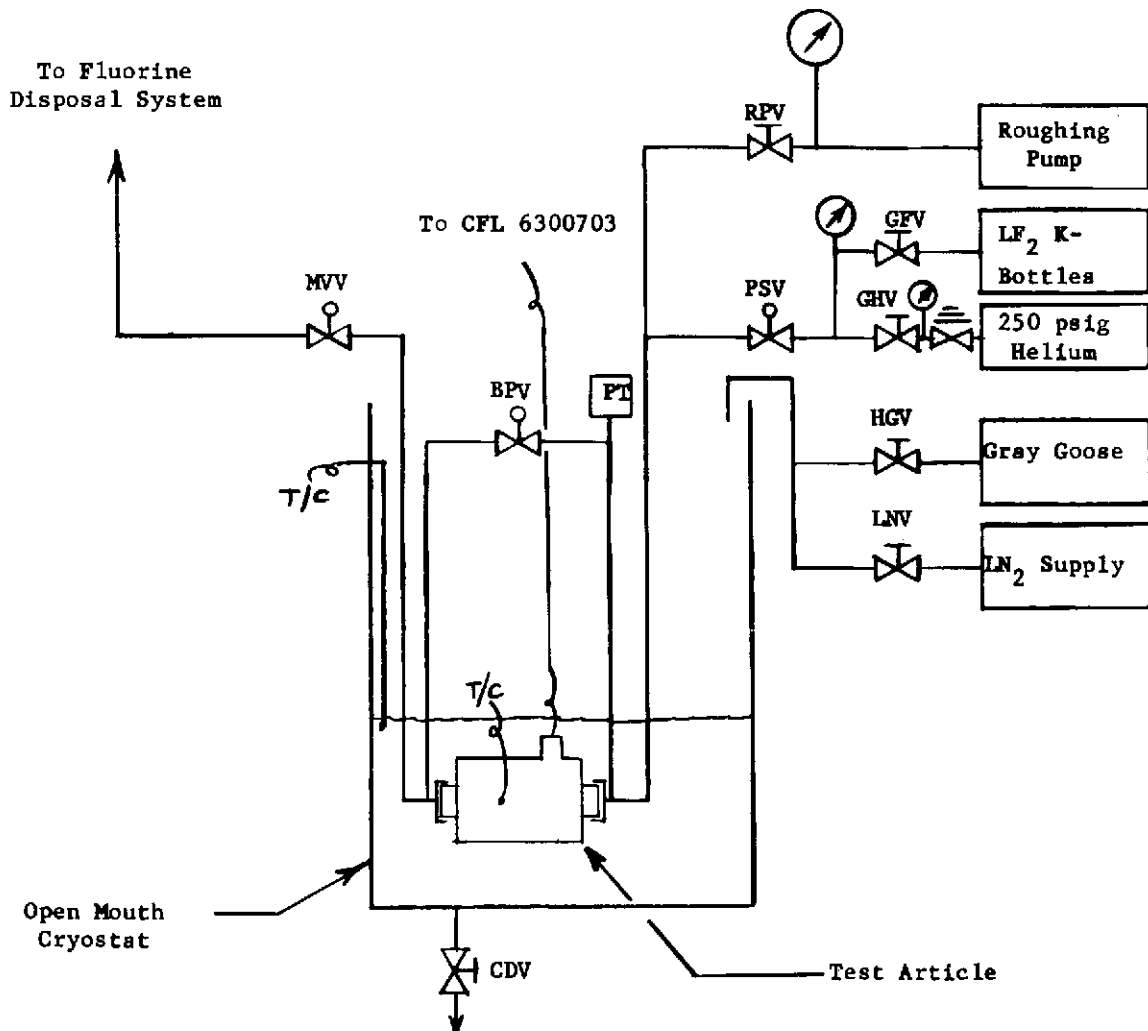 To Fluorine
Disposal System
RPV
Roughing
Pump
To CFL 6300703
GFV
LF2 K-
Bottles
MVV
PSV
GHV
250 psig
Helium
BPV
PT
HGV
Gray Goose
T/C
LNV
LN2 Supply
T/C
Open Mouth
Cryostat
CDV
Test Article